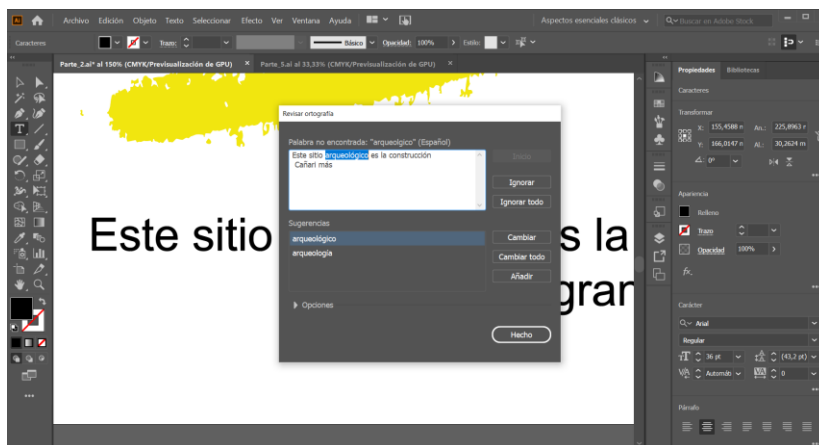 Ai Archivo Edición Objeto Texto Seleccionar Efecto Ver Ventana Ayuda Aspectos esenciales clásicos Buscar en Adobe Stock
Caracteres Trazo: Básico Opacidad: 100% Estilo:
Parte_2.ai* al 150% (CMYK/Previsualización de GPU) × Parte_5.ai al 33,33% (CMYK/Previsualización de GPU) ×
Revisar ortografía
Palabra no encontrada: "arqueolgico" (Español)
Este sitio arqueológico es la construcción
Cañari más
Inicio
Ignorar
Ignorar todo
Sugerencias
arqueológico
arqueología
Cambiar
Cambiar todo
Añadir
Opciones
Hecho
Este sitio s la
gran
Propiedades Bibliotecas
Caracteres
Transformar
X: 155,4588 n An.: 225,8963 r
Y: 166,0147 n AL: 30,2624 m
0°
Apariencia
Relleno
Trazo
Opacidad 100%
fx.
Carácter
Arial
Regular
36 pt (43,2 pt)
Automáti 0
Párrafo